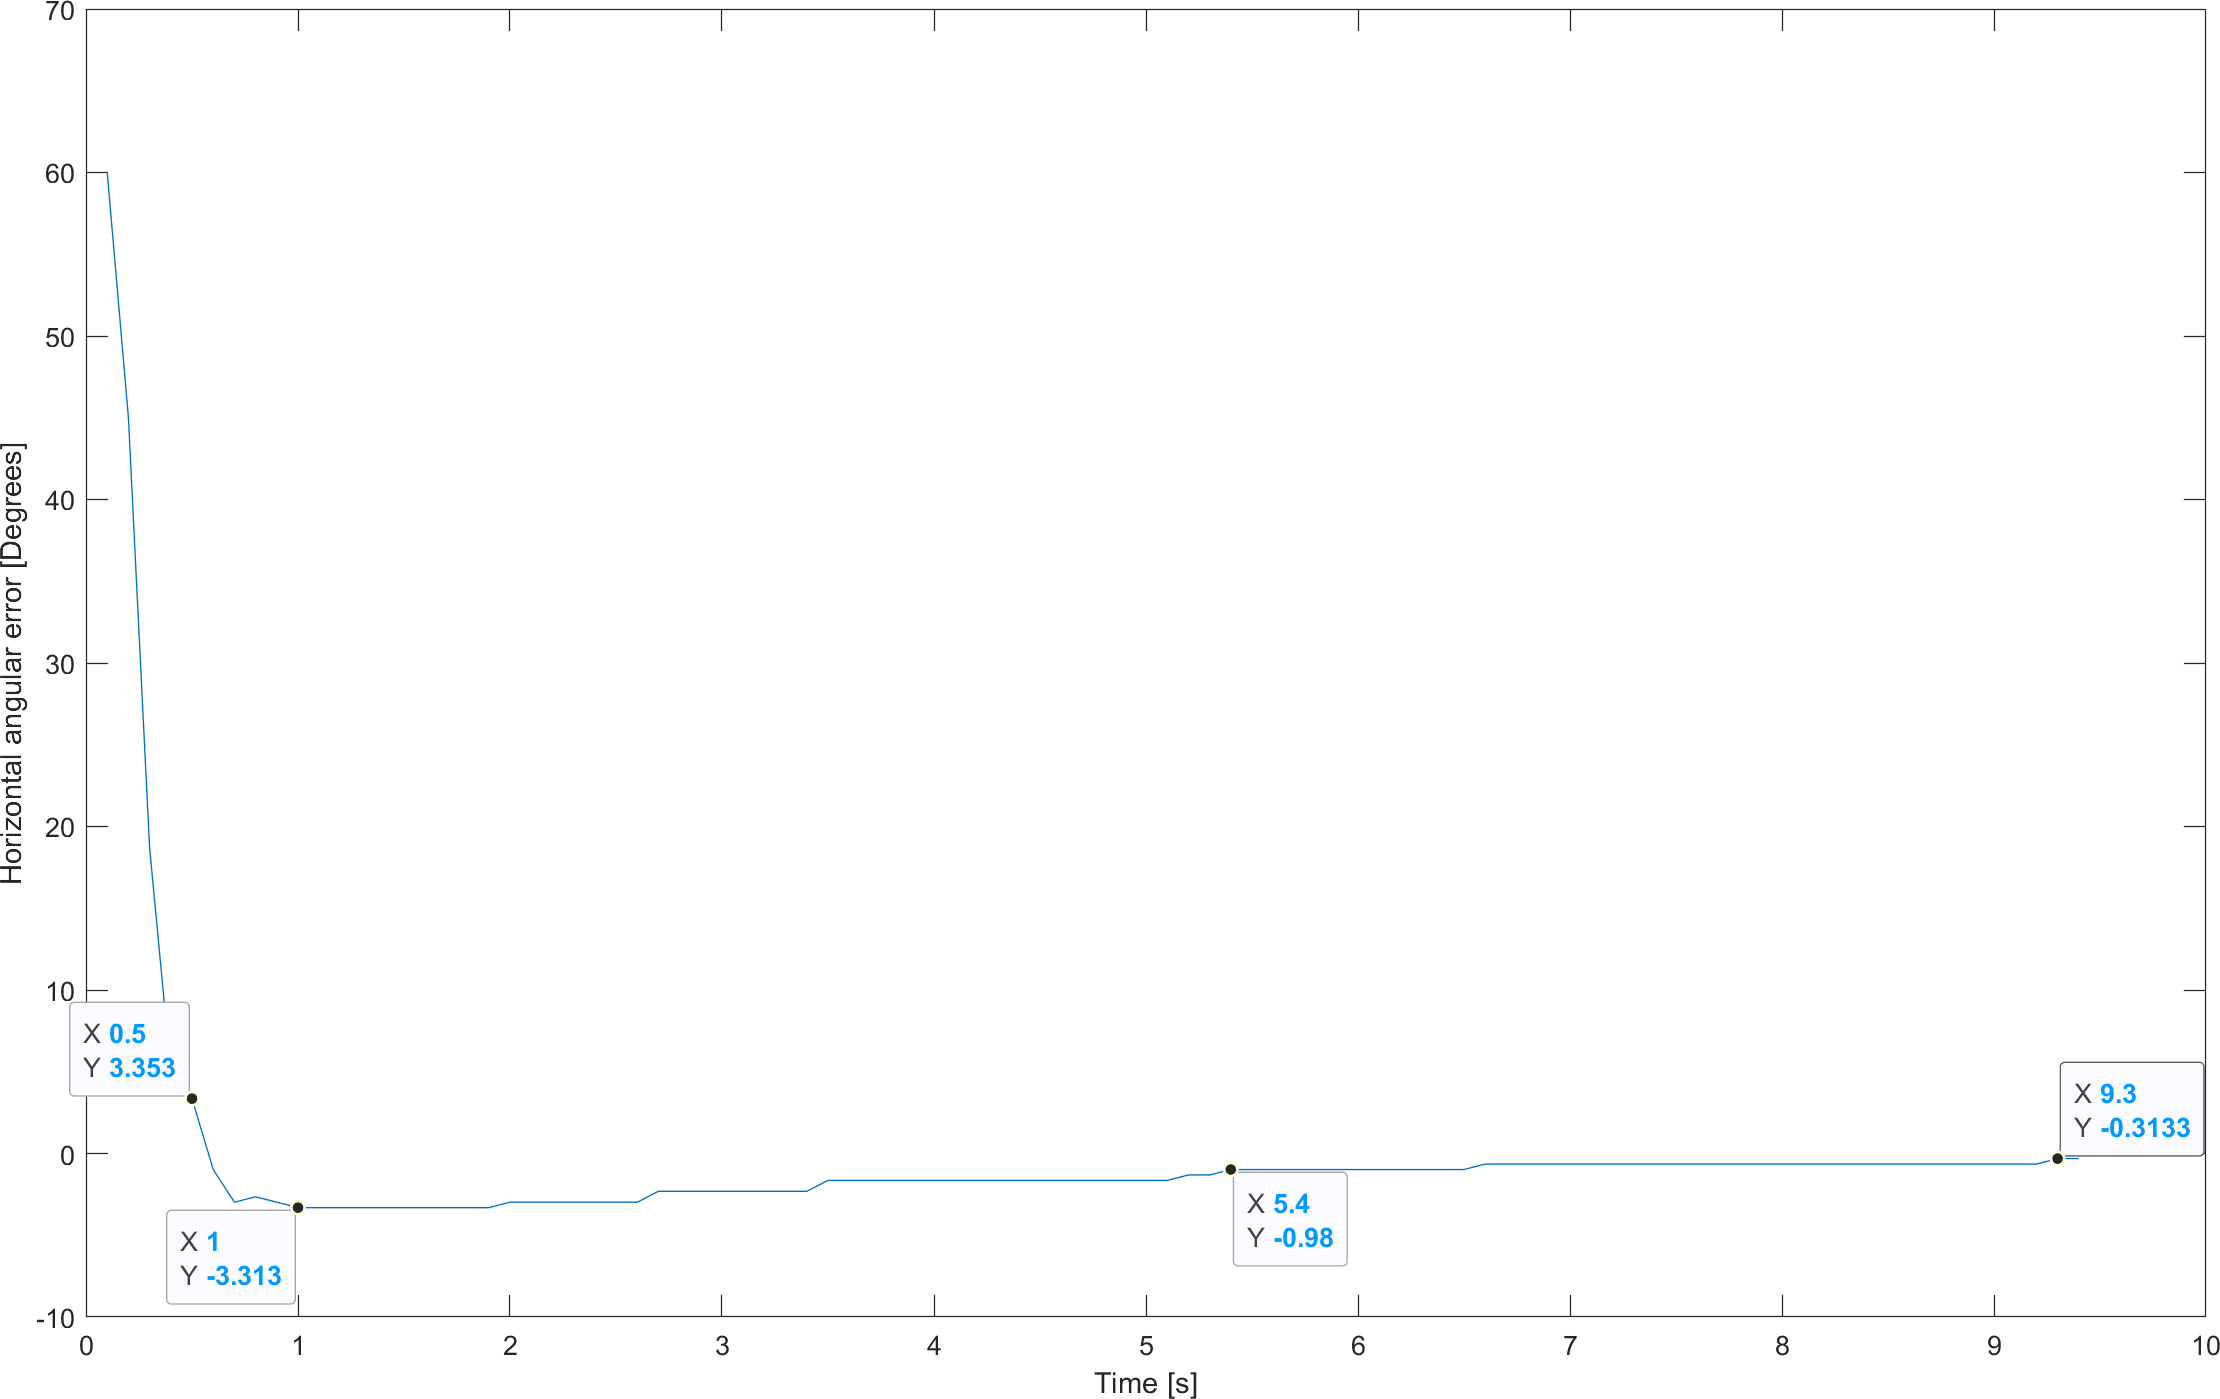 70
60
50
40
30
20
10
0
-10
Horizontal angular error [Degrees]
X 0.5
Y 3.353
X 1
Y -3.313
X 5.4
Y -0.98
X 9.3
Y -0.3133
0 1 2 3 4 5 6 7 8 9 10
Time [s]